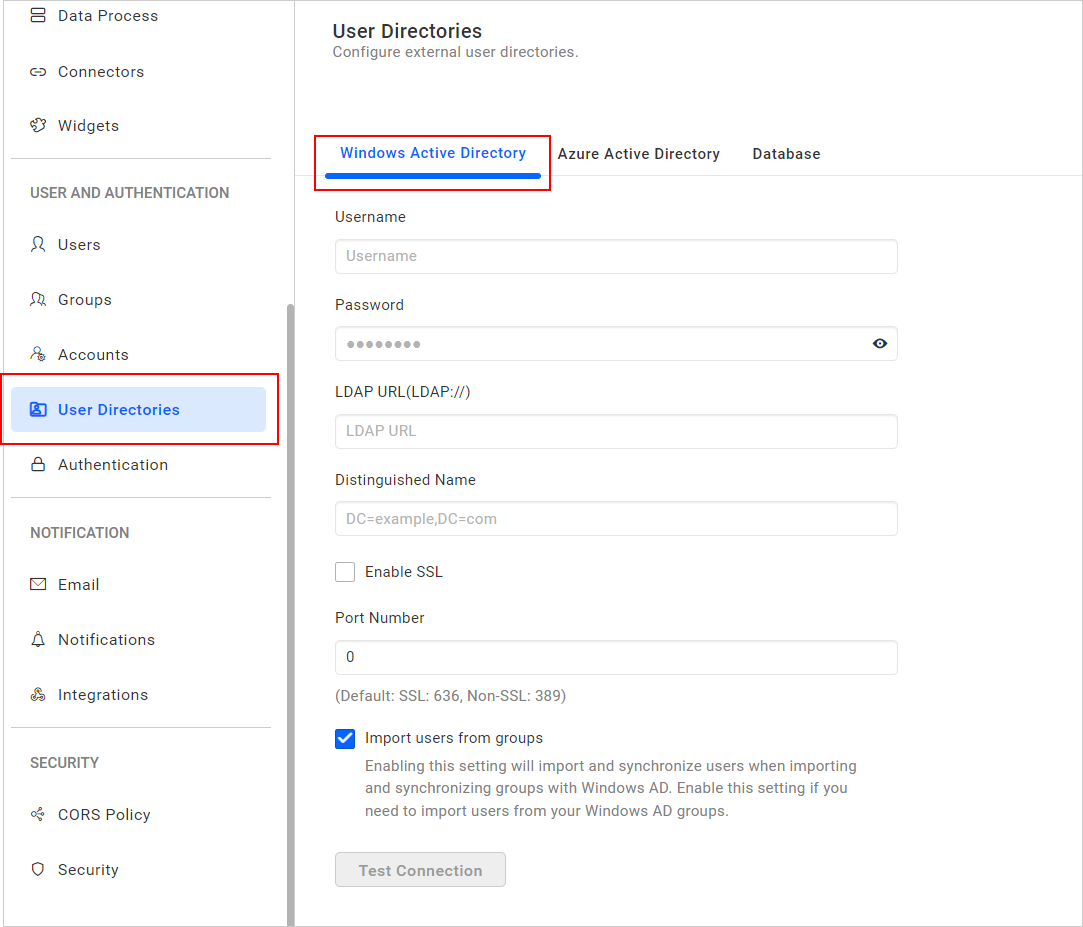 Data Process
Connectors
Widgets
USER AND AUTHENTICATION
Users
Groups
Accounts
User Directories
Authentication
NOTIFICATION
Email
Notifications
Integrations
SECURITY
CORS Policy
Security
User Directories
Configure external user directories.
Windows Active Directory
Azure Active Directory
Database
Username
Username
Password
●●●●●●●●
LDAP URL(LDAP://)
LDAP URL
Distinguished Name
DC=example,DC=com
Enable SSL
Port Number
0
(Default: SSL: 636, Non-SSL: 389)
Import users from groups
Enabling this setting will import and synchronize users when importing
and synchronizing groups with Windows AD. Enable this setting if you
need to import users from your Windows AD groups.
Test Connection